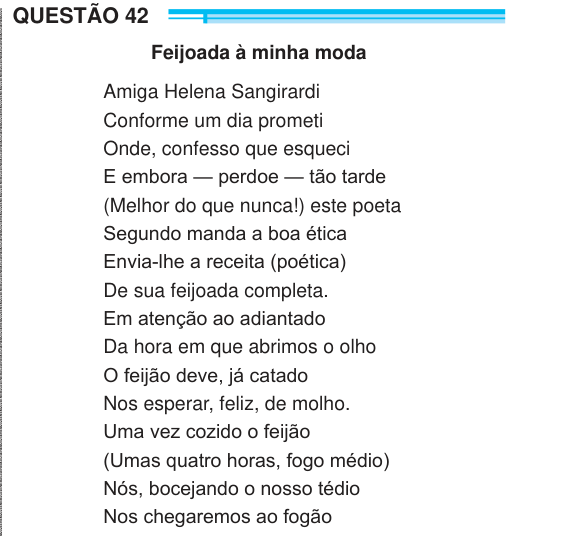 QUESTÃO 42
Feijoada à minha moda
Amiga Helena Sangirardi
Conforme um dia prometi
Onde, confesso que esqueci
E embora — perdoe — tão tarde
(Melhor do que nunca!) este poeta
Segundo manda a boa ética
Envia-lhe a receita (poética)
De sua feijoada completa.
Em atenção ao adiantado
Da hora em que abrimos o olho
O feijão deve, já catado
Nos esperar, feliz, de molho.
Uma vez cozido o feijão
(Umas quatro horas, fogo médio)
Nós, bocejando o nosso tédio
Nos chegaremos ao fogão